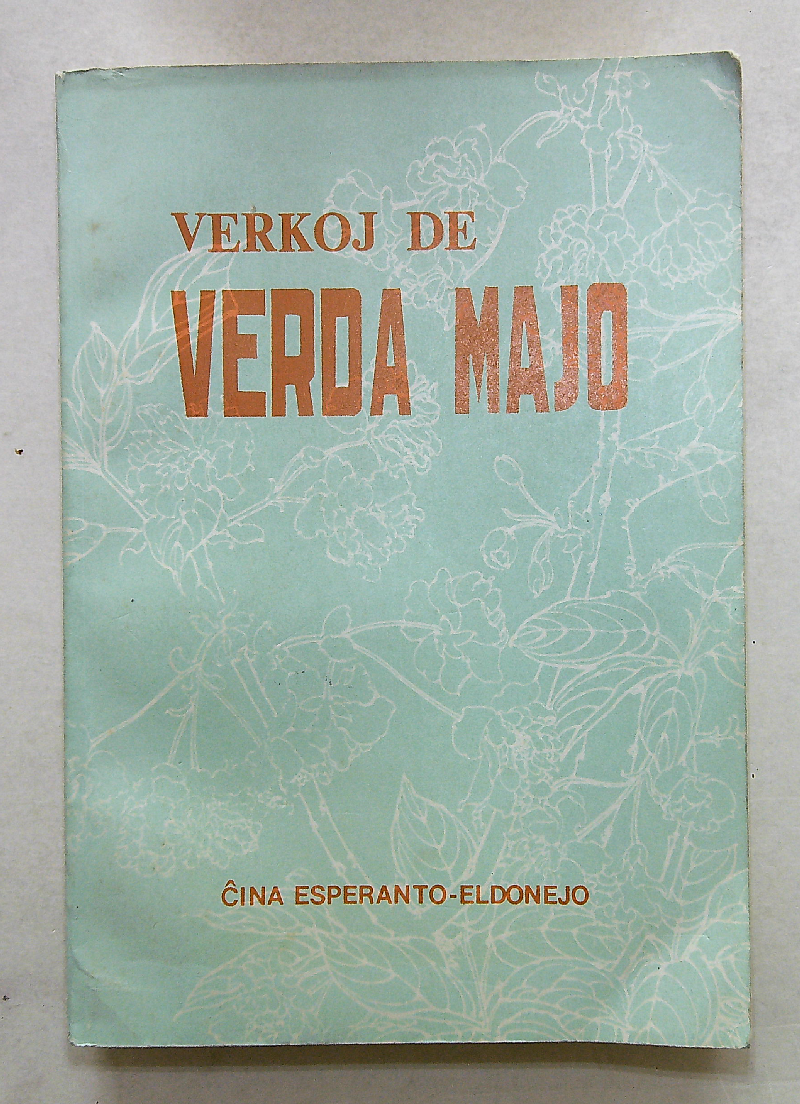 VERKOJ DE
VERDA MAJO
ĈINA ESPERANTO-ELDONEJO